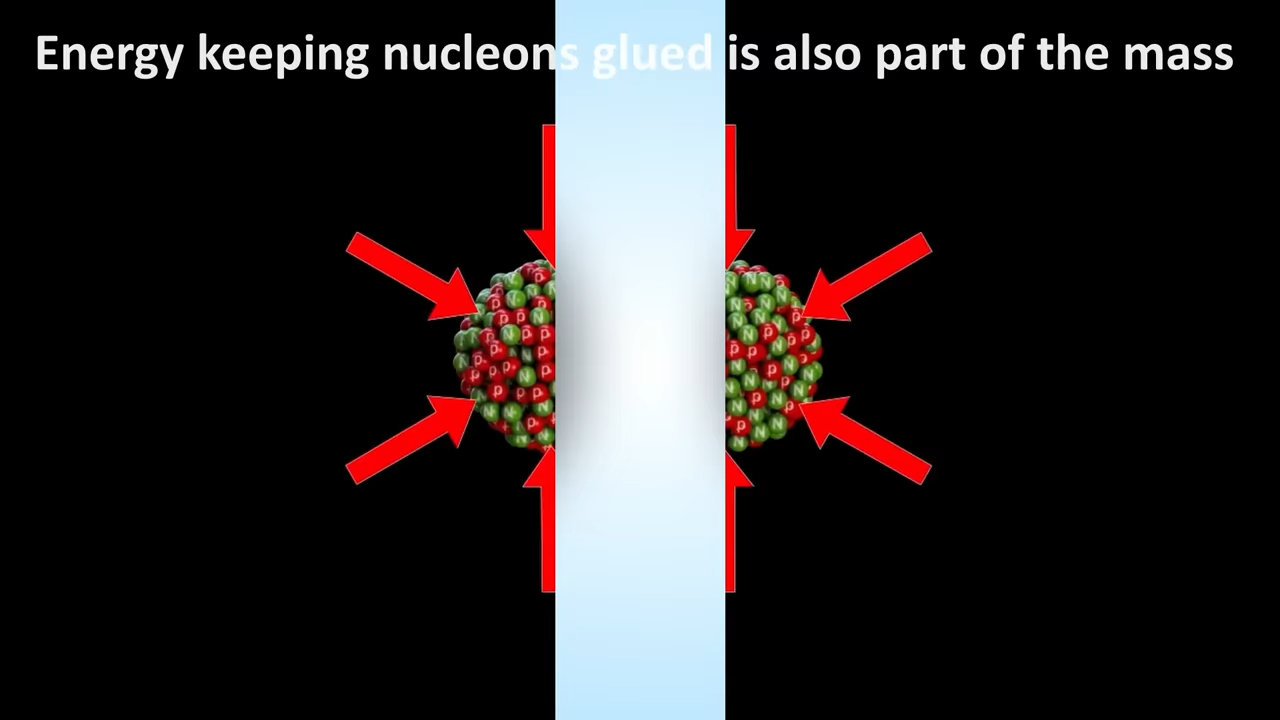 Energy keeping nucleons glued is also part of the mass